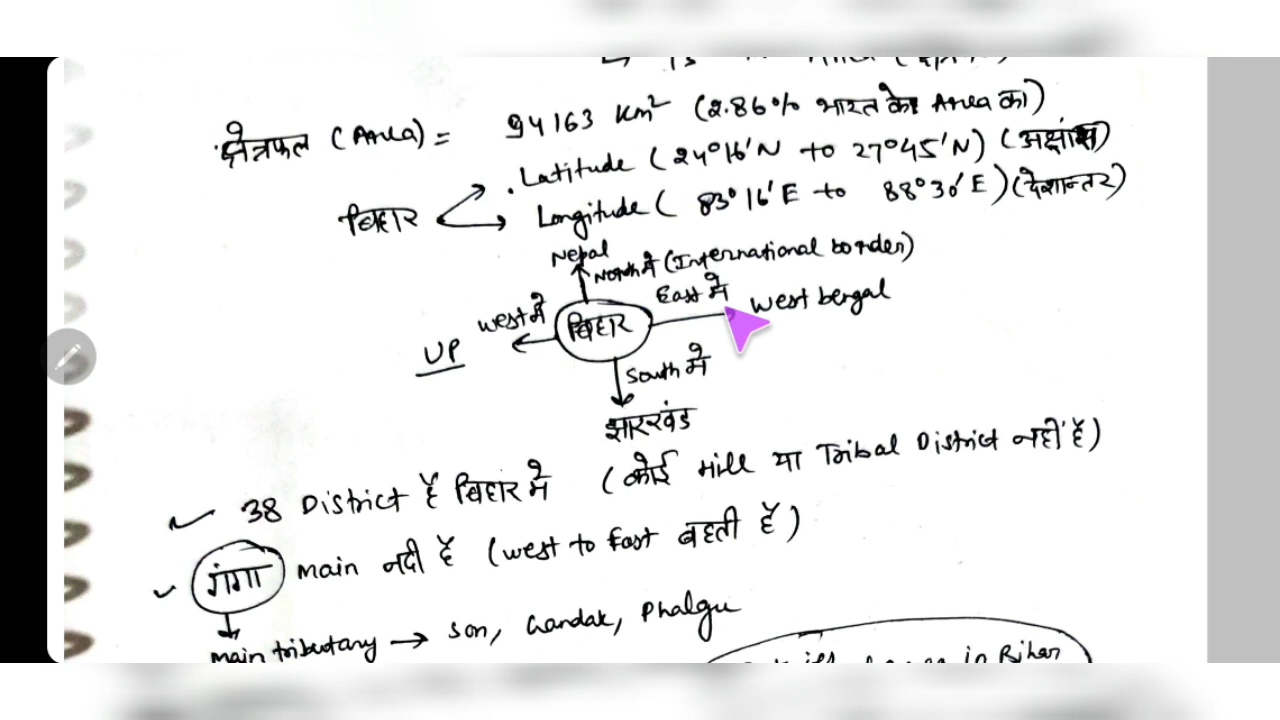 क्षेत्रफल (Area) = 94163 Km² (2.86% भारत के Area का)
Latitude (24°16'N to 27°45'N) (अक्षांश)
बिहार
Longitude (83°16'E to 88°30'E) (देशान्तर)
Nepal
North में (International border)
East में
west bengal
west में
बिहार
UP
South में
झारखंड
38 District हैं बिहार में (कोई Hill या Tribal District नहीं है)
गंगा main नदी है (west to East बहती है)
main tributary → Son, Gandak, Phalgu
in Bihar